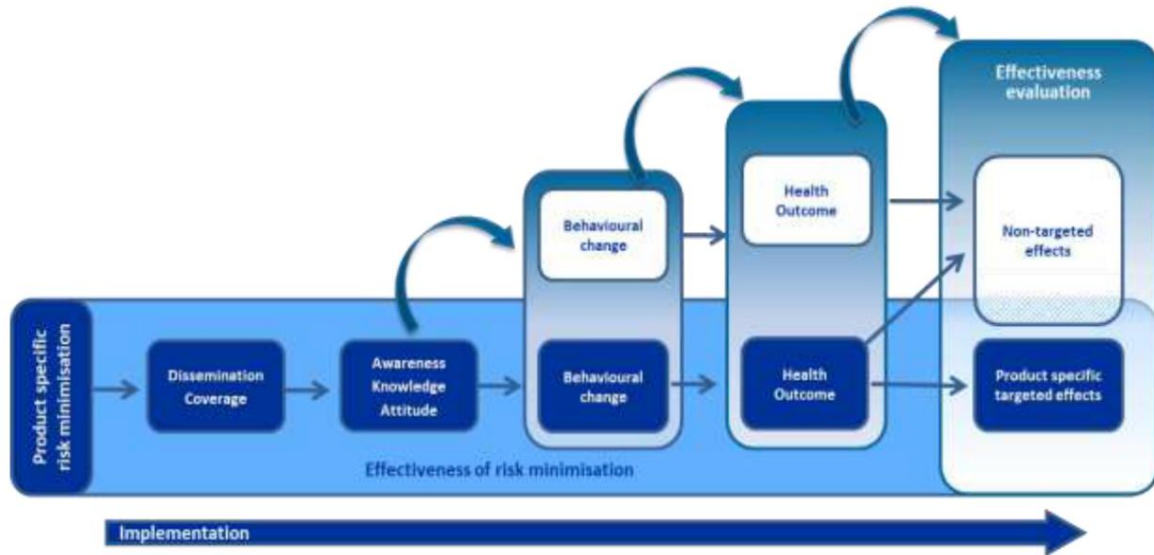 Effectiveness
evaluation
Health
Outcome
Behavioural
change
Non-targeted
effects
Product specific
risk minimisation
Dissemination
Coverage
Awareness
Knowledge
Attitude
Behavioural
change
Health
Outcome
Product specific
targeted effects
Effectiveness of risk minimisation
Implementation